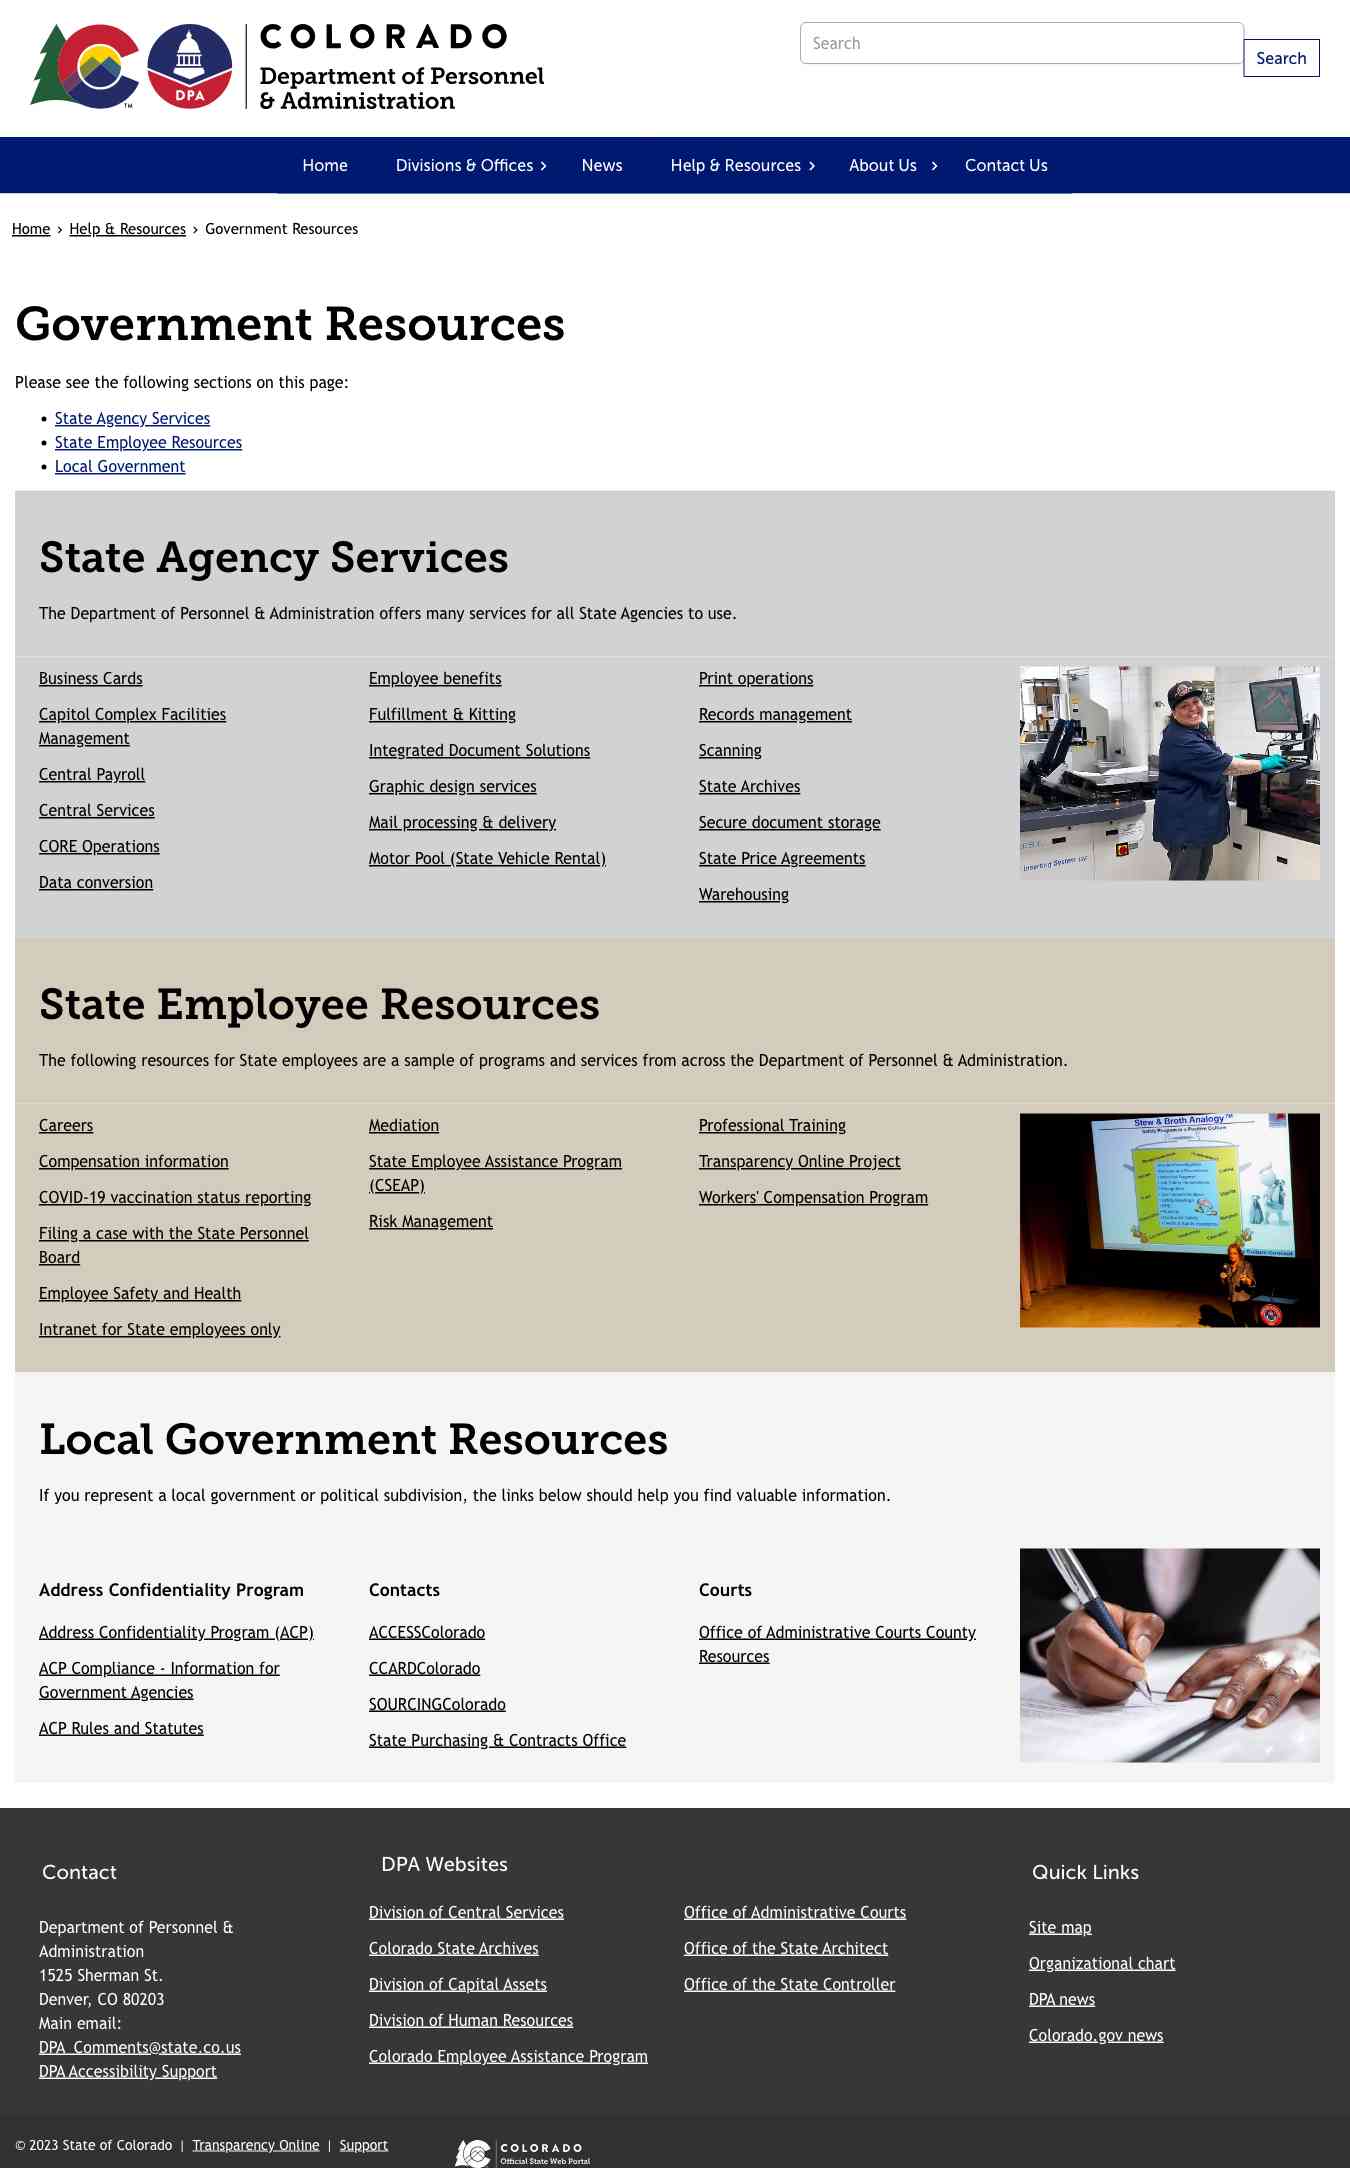 COLORADO
Department of Personnel
& Administration
DPA
TM
Search
Search
Home
Divisions & Offices ›
News
Help & Resources ›
About Us ›
Contact Us
Home › Help & Resources › Government Resources
Government Resources
Please see the following sections on this page:
• State Agency Services
• State Employee Resources
• Local Government
State Agency Services
The Department of Personnel & Administration offers many services for all State Agencies to use.
Business Cards
Capitol Complex Facilities
Management
Central Payroll
Central Services
CORE Operations
Data conversion
Employee benefits
Fulfillment & Kitting
Integrated Document Solutions
Graphic design services
Mail processing & delivery
Motor Pool (State Vehicle Rental)
Print operations
Records management
Scanning
State Archives
Secure document storage
State Price Agreements
Warehousing
Inserting System
State Employee Resources
The following resources for State employees are a sample of programs and services from across the Department of Personnel & Administration.
Careers
Compensation information
COVID-19 vaccination status reporting
Filing a case with the State Personnel
Board
Employee Safety and Health
Intranet for State employees only
Mediation
State Employee Assistance Program
(CSEAP)
Risk Management
Professional Training
Transparency Online Project
Workers' Compensation Program
Stew & Broth Analogy™
Local Government Resources
If you represent a local government or political subdivision, the links below should help you find valuable information.
Address Confidentiality Program
Address Confidentiality Program (ACP)
ACP Compliance - Information for
Government Agencies
ACP Rules and Statutes
Contacts
ACCESSColorado
CCARDColorado
SOURCINGColorado
State Purchasing & Contracts Office
Courts
Office of Administrative Courts County
Resources
Contact
Department of Personnel &
Administration
1525 Sherman St.
Denver, CO 80203
Main email:
DPA_Comments@state.co.us
DPA Accessibility Support
DPA Websites
Division of Central Services
Colorado State Archives
Division of Capital Assets
Division of Human Resources
Colorado Employee Assistance Program
Office of Administrative Courts
Office of the State Architect
Office of the State Controller
Quick Links
Site map
Organizational chart
DPA news
Colorado.gov news
© 2023 State of Colorado | Transparency Online | Support
COLORADO
Official State Web Portal